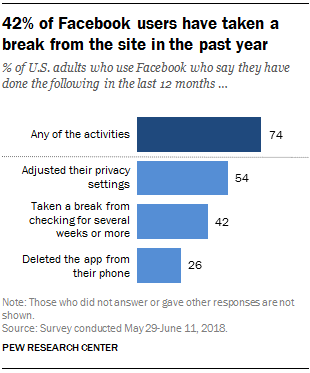 42% of Facebook users have taken a
break from the site in the past year
% of U.S. adults who use Facebook who say they have
done the following in the last 12 months ...
Any of the activities 74
Adjusted their privacy
settings 54
Taken a break from
checking for several
weeks or more 42
Deleted the app from
their phone 26
Note: Those who did not answer or gave other responses are not
shown.
Source: Survey conducted May 29-June 11, 2018.
PEW RESEARCH CENTER